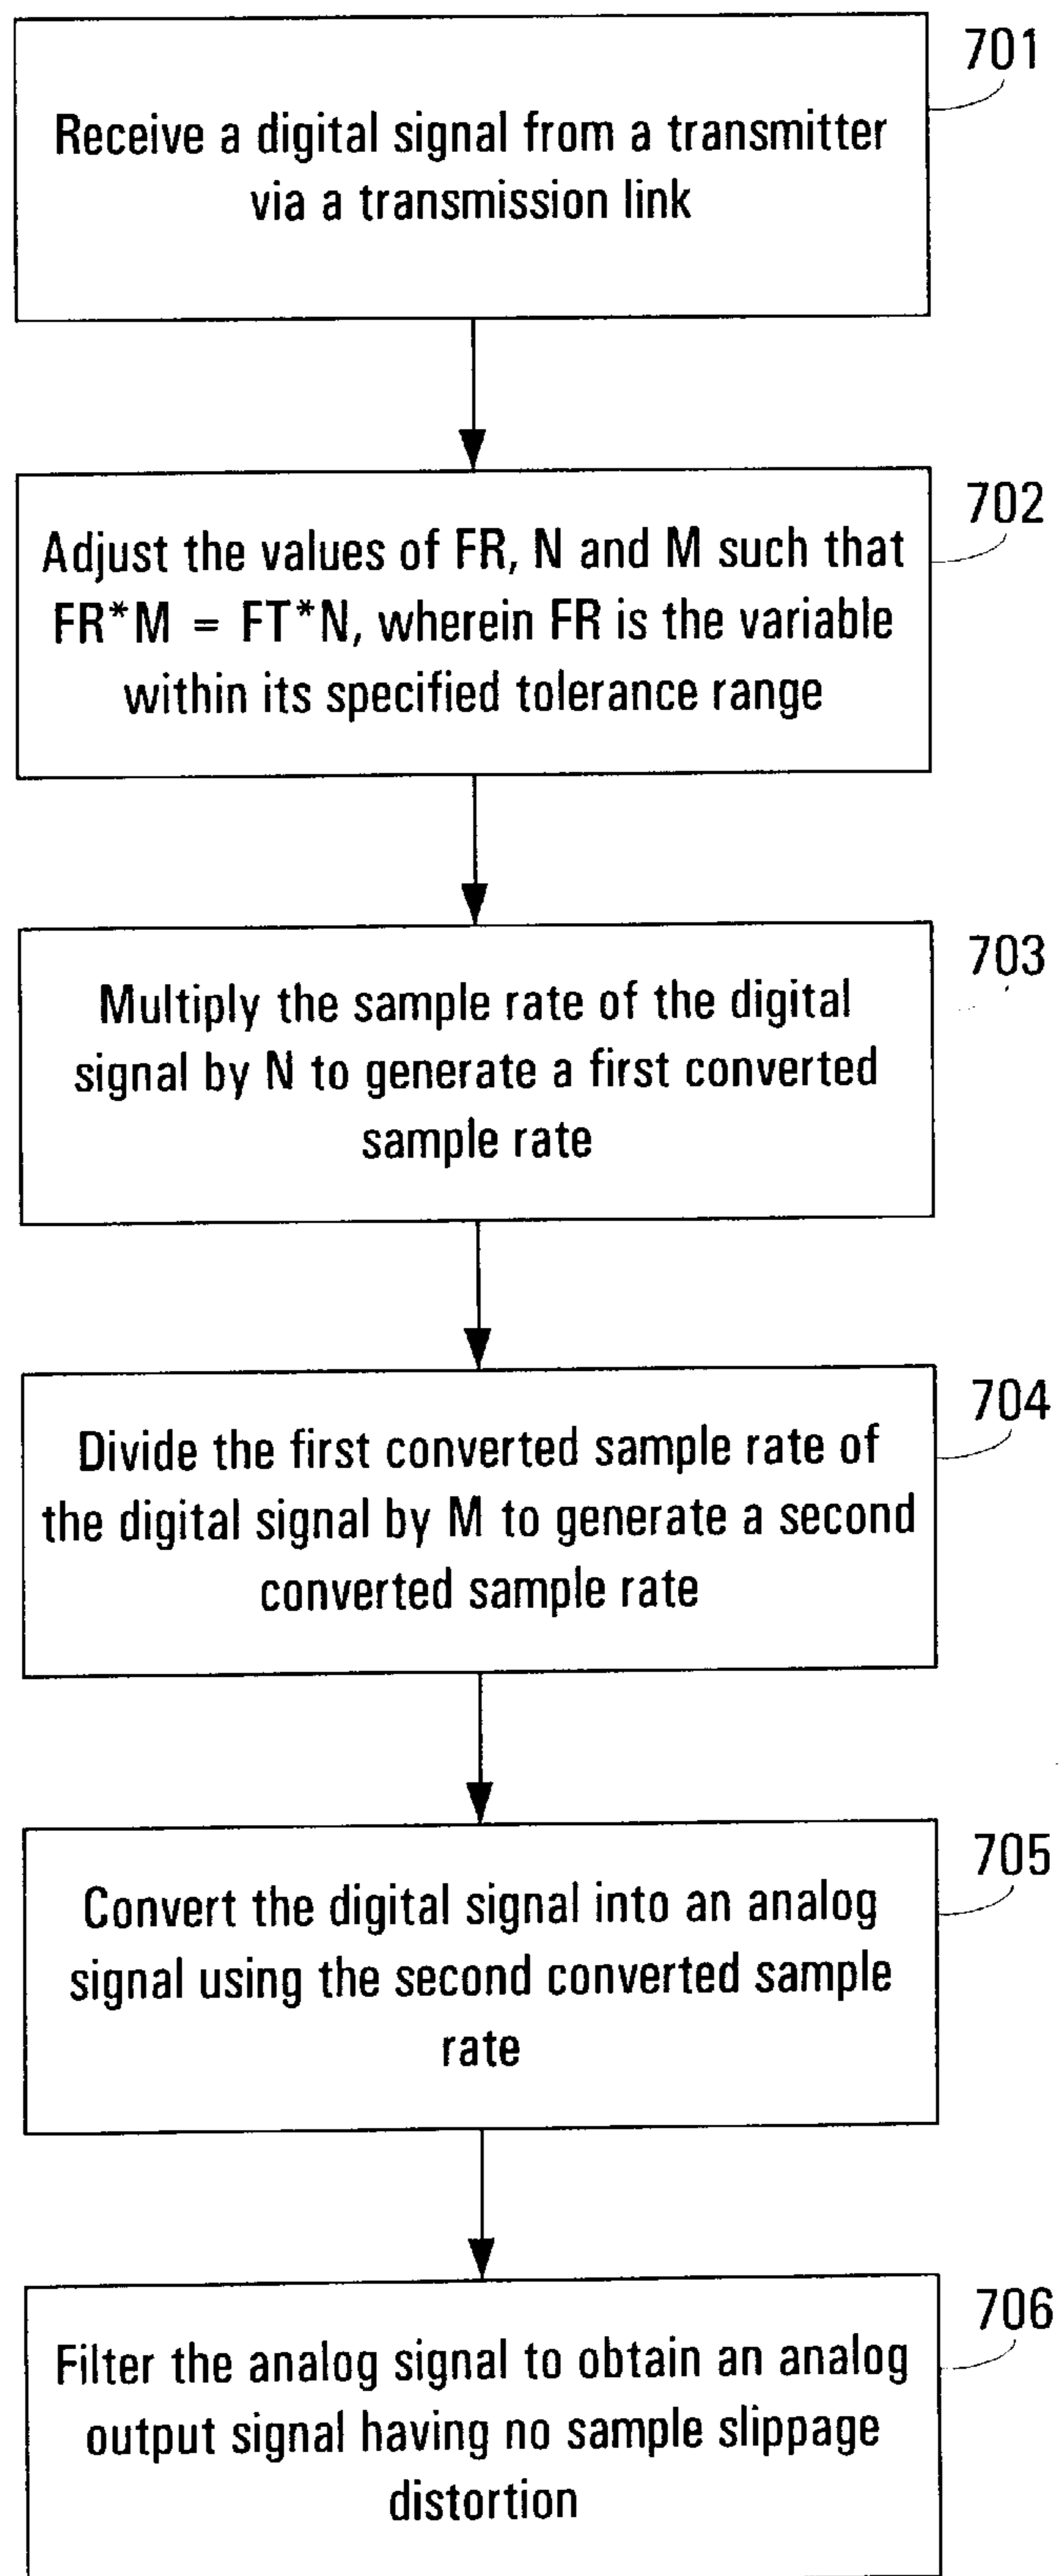 701
Receive a digital signal from a transmitter
via a transmission link
702
Adjust the values of FR, N and M such that
FR*M = FT*N, wherein FR is the variable
within its specified tolerance range
703
Multiply the sample rate of the digital
signal by N to generate a first converted
sample rate
704
Divide the first converted sample rate of
the digital signal by M to generate a second
converted sample rate
705
Convert the digital signal into an analog
signal using the second converted sample
rate
706
Filter the analog signal to obtain an analog
output signal having no sample slippage
distortion